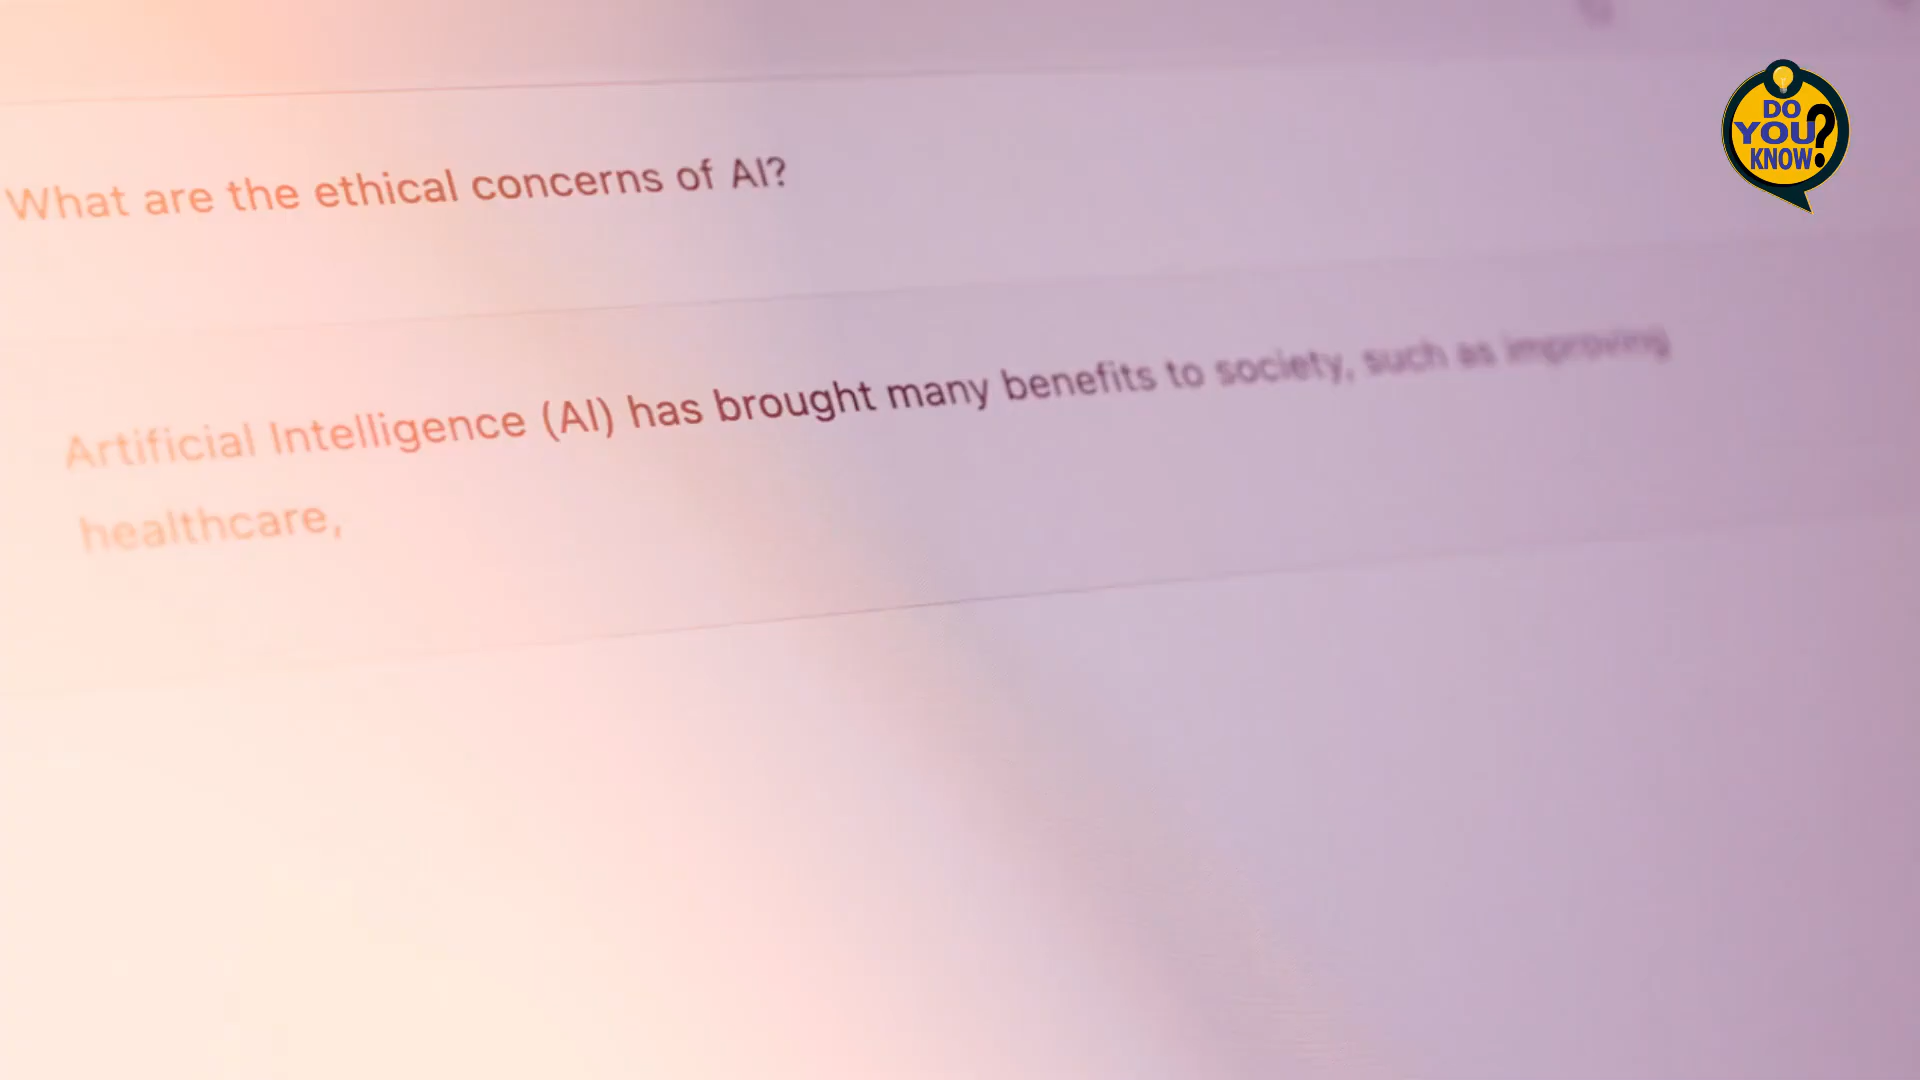 What are the ethical concerns of AI?
Artificial Intelligence (AI) has brought many benefits to society, such as improving
healthcare,
DO
YOU?
KNOW